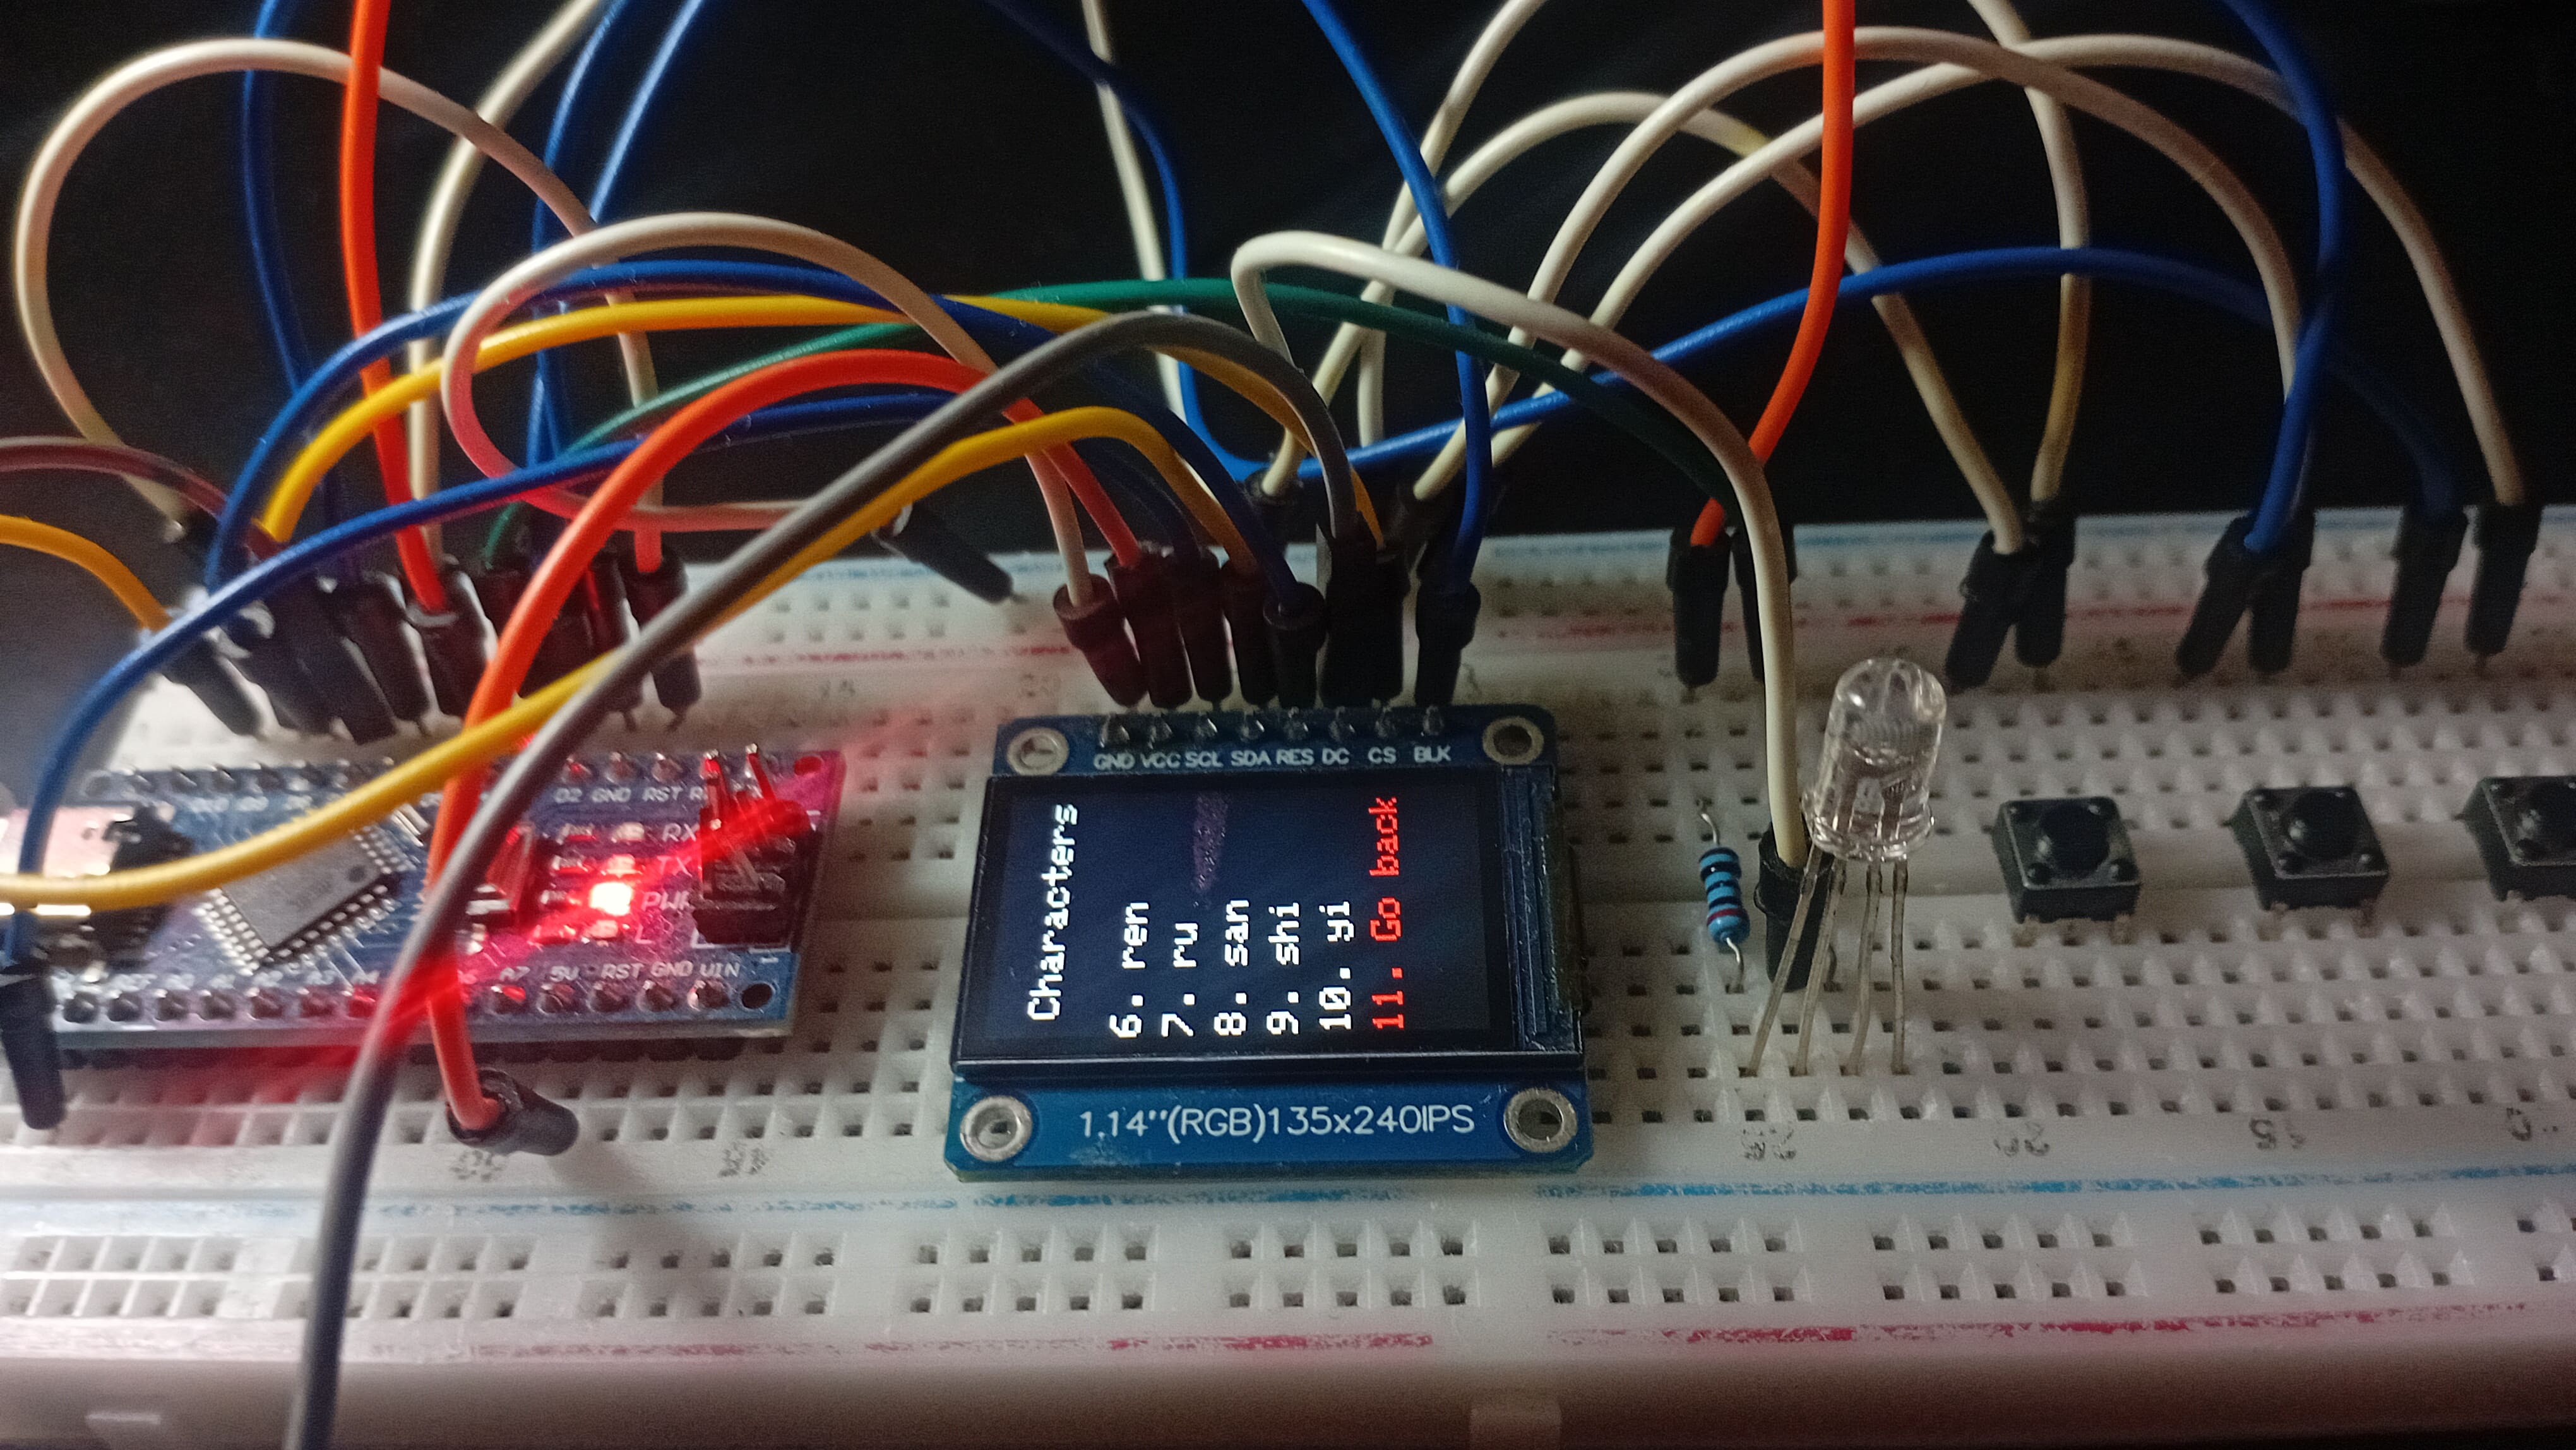 Characters
6. ren
7. ru
8. san
9. shi
10. yi
11. Go back
GND VCC SCL SDA RES DC CS BLK
1.14"(RGB)135x240IPS
D2 GND RST
RX
TX
PWR
L
A7 5V RST GND VIN